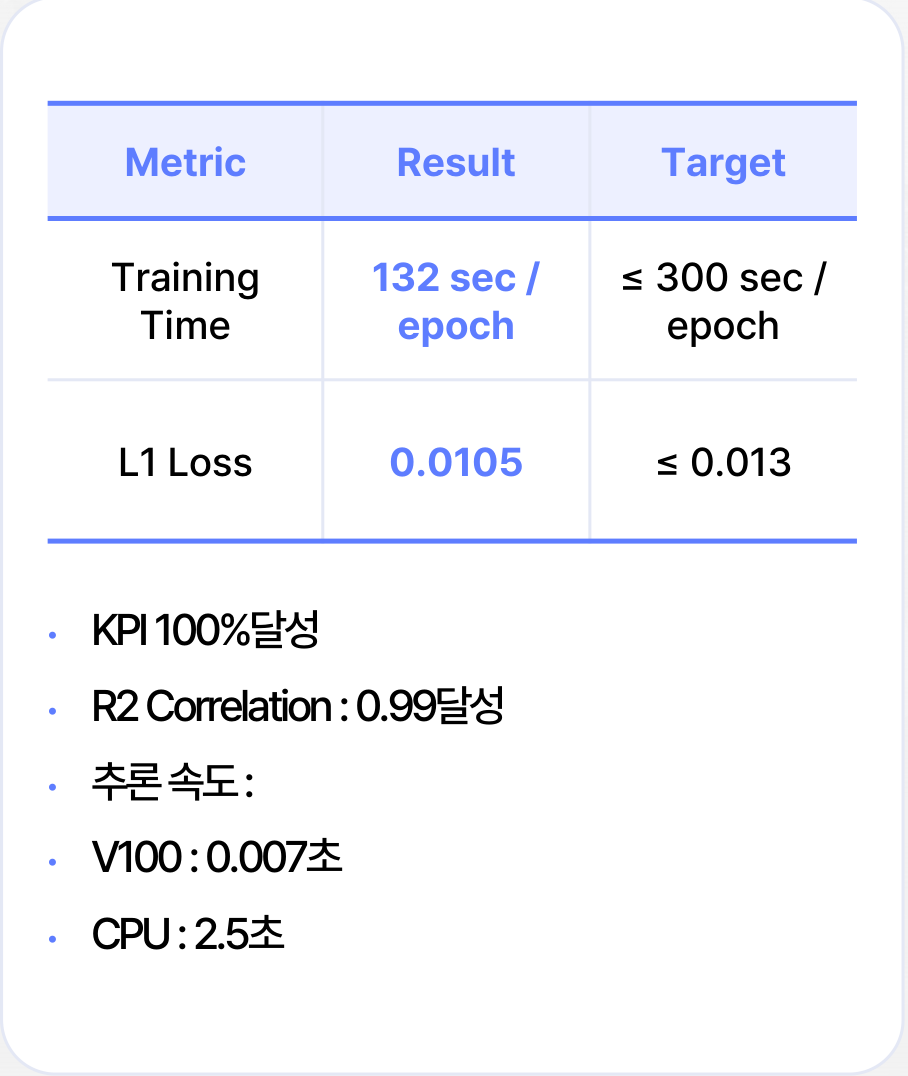 Metric Result Target
Training Time 132 sec / epoch ≤ 300 sec / epoch
L1 Loss 0.0105 ≤ 0.013
• KPI 100%달성
• R2 Correlation : 0.99달성
• 추론 속도 :
• V100 : 0.007초
• CPU : 2.5초